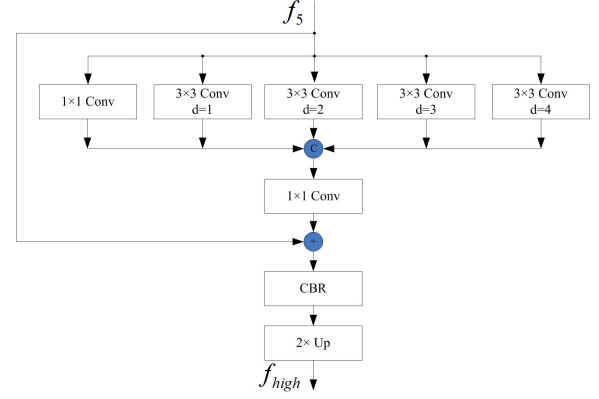 f5
1×1 Conv
3×3 Conv
d=1
3×3 Conv
d=2
3×3 Conv
d=3
3×3 Conv
d=4
C
1×1 Conv
+
CBR
2× Up
fhigh